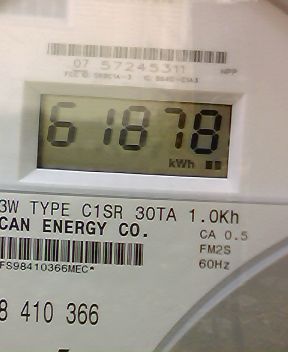 07 57245311
61878
kWh
3W TYPE C1SR 30TA 1.0Kh
CAN ENERGY CO.
CA 0.5
FM2S
60Hz
FS98410366MEC*
8 410 366